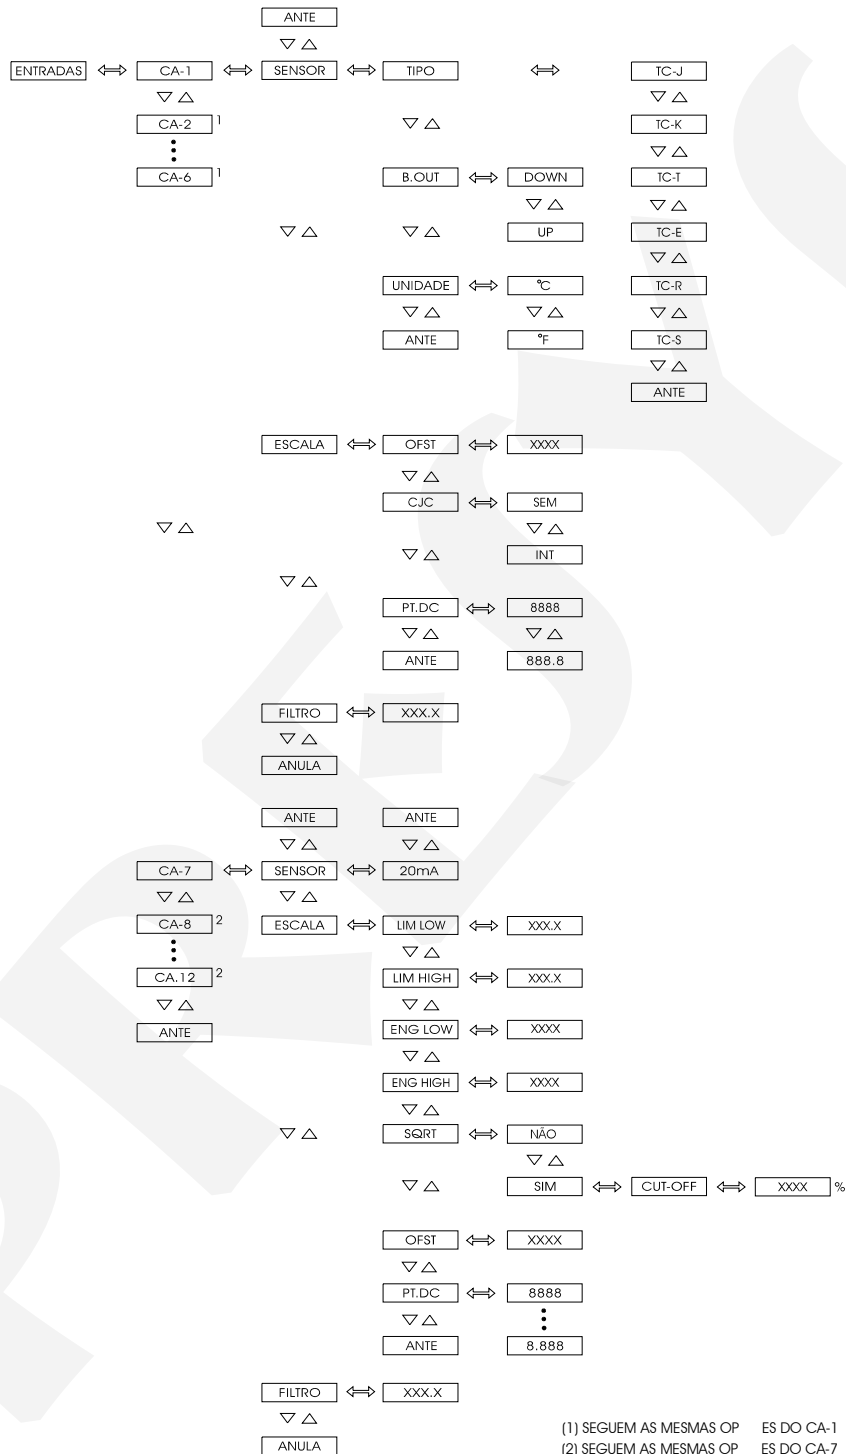 ANTE
ENTRADAS CA-1 SENSOR TIPO TC-J
CA-2 1 TC-K
CA-6 1 B.OUT DOWN TC-T
UP TC-E
UNIDADE °C TC-R
ANTE °F TC-S
ANTE
ESCALA OFST XXXX
CJC SEM
INT
PT.DC 8888
ANTE 888.8
FILTRO XXX.X
ANULA
ANTE ANTE
CA-7 SENSOR 20mA
CA-8 2 ESCALA LIM LOW XXX.X
CA.12 2 LIM HIGH XXX.X
ANTE ENG LOW XXXX
ENG HIGH XXXX
SQRT NÃO
SIM CUT-OFF XXXX %
OFST XXXX
PT.DC 8888
ANTE 8.888
FILTRO XXX.X
ANULA
(1) SEGUEM AS MESMAS OP ES DO CA-1
(2) SEGUEM AS MESMAS OP ES DO CA-7
PRESYS